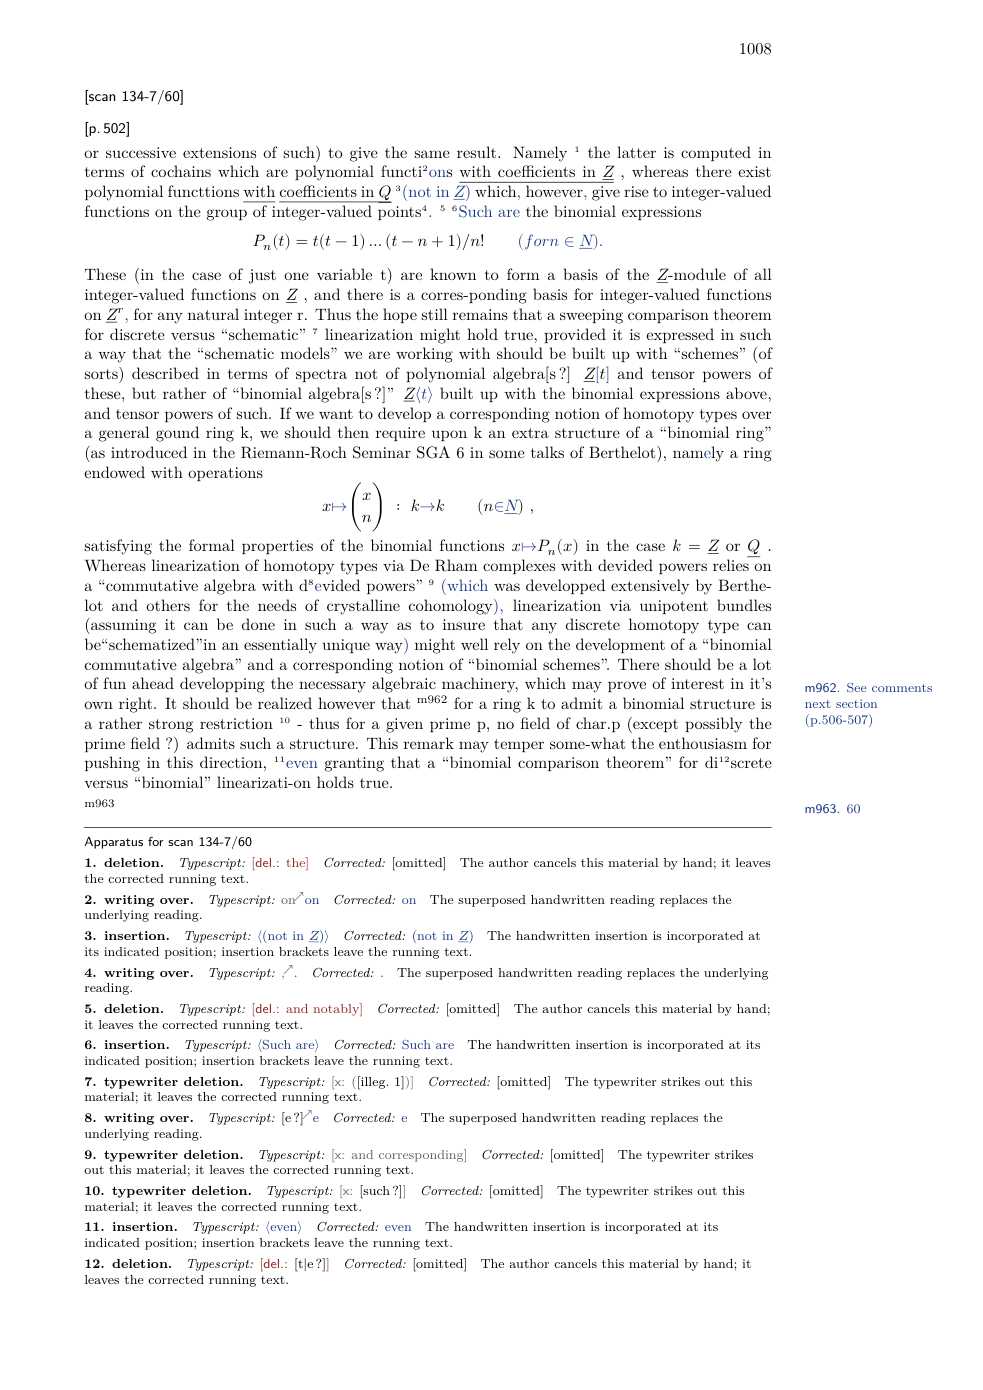 1008
[scan 134-7/60]
[p. 502]
or successive extensions of such) to give the same result. Namely ¹ the latter is computed in
terms of cochains which are polynomial functi²ons with coefficients in Z , whereas there exist
polynomial functtions with coefficients in Q ³(not in Z) which, however, give rise to integer-valued
functions on the group of integer-valued points⁴. ⁵ ⁶Such are the binomial expressions
Pₙ(t) = t(t − 1) … (t − n + 1)/n! (forn ∈ N).
These (in the case of just one variable t) are known to form a basis of the Z-module of all
integer-valued functions on Z , and there is a corres-ponding basis for integer-valued functions
on Zʳ, for any natural integer r. Thus the hope still remains that a sweeping comparison theorem
for discrete versus “schematic” ⁷ linearization might hold true, provided it is expressed in such
a way that the “schematic models” we are working with should be built up with “schemes” (of
sorts) described in terms of spectra not of polynomial algebra[s ?] Z[t] and tensor powers of
these, but rather of “binomial algebra[s ?]” Z⟨t⟩ built up with the binomial expressions above,
and tensor powers of such. If we want to develop a corresponding notion of homotopy types over
a general gound ring k, we should then require upon k an extra structure of a “binomial ring”
(as introduced in the Riemann-Roch Seminar SGA 6 in some talks of Berthelot), namely a ring
endowed with operations
x↦(x n) : k→k (n∈N) ,
satisfying the formal properties of the binomial functions x↦Pₙ(x) in the case k = Z or Q .
Whereas linearization of homotopy types via De Rham complexes with devided powers relies on
a “commutative algebra with d⁸evided powers” ⁹ (which was developped extensively by Berthe-
lot and others for the needs of crystalline cohomology), linearization via unipotent bundles
(assuming it can be done in such a way as to insure that any discrete homotopy type can
be“schematized”in an essentially unique way) might well rely on the development of a “binomial
commutative algebra” and a corresponding notion of “binomial schemes”. There should be a lot
of fun ahead developping the necessary algebraic machinery, which may prove of interest in it’s
own right. It should be realized however that m962 for a ring k to admit a binomial structure is
a rather strong restriction ¹⁰ - thus for a given prime p, no field of char.p (except possibly the
prime field ?) admits such a structure. This remark may temper some-what the enthousiasm for
pushing in this direction, ¹¹even granting that a “binomial comparison theorem” for di¹²screte
versus “binomial” linearizati-on holds true.
m963
m962. See comments
next section
(p.506-507)
m963. 60
Apparatus for scan 134-7/60
1. deletion. Typescript: [del.: the] Corrected: [omitted] The author cancels this material by hand; it leaves
the corrected running text.
2. writing over. Typescript: on↗on Corrected: on The superposed handwritten reading replaces the
underlying reading.
3. insertion. Typescript: ⟨(not in Z)⟩ Corrected: (not in Z) The handwritten insertion is incorporated at
its indicated position; insertion brackets leave the running text.
4. writing over. Typescript: ,↗. Corrected: . The superposed handwritten reading replaces the underlying
reading.
5. deletion. Typescript: [del.: and notably] Corrected: [omitted] The author cancels this material by hand;
it leaves the corrected running text.
6. insertion. Typescript: ⟨Such are⟩ Corrected: Such are The handwritten insertion is incorporated at its
indicated position; insertion brackets leave the running text.
7. typewriter deletion. Typescript: [x: ([illeg. 1])] Corrected: [omitted] The typewriter strikes out this
material; it leaves the corrected running text.
8. writing over. Typescript: [e ?]↗e Corrected: e The superposed handwritten reading replaces the
underlying reading.
9. typewriter deletion. Typescript: [x: and corresponding] Corrected: [omitted] The typewriter strikes
out this material; it leaves the corrected running text.
10. typewriter deletion. Typescript: [x: [such ?]] Corrected: [omitted] The typewriter strikes out this
material; it leaves the corrected running text.
11. insertion. Typescript: ⟨even⟩ Corrected: even The handwritten insertion is incorporated at its
indicated position; insertion brackets leave the running text.
12. deletion. Typescript: [del.: [t|e ?]] Corrected: [omitted] The author cancels this material by hand; it
leaves the corrected running text.